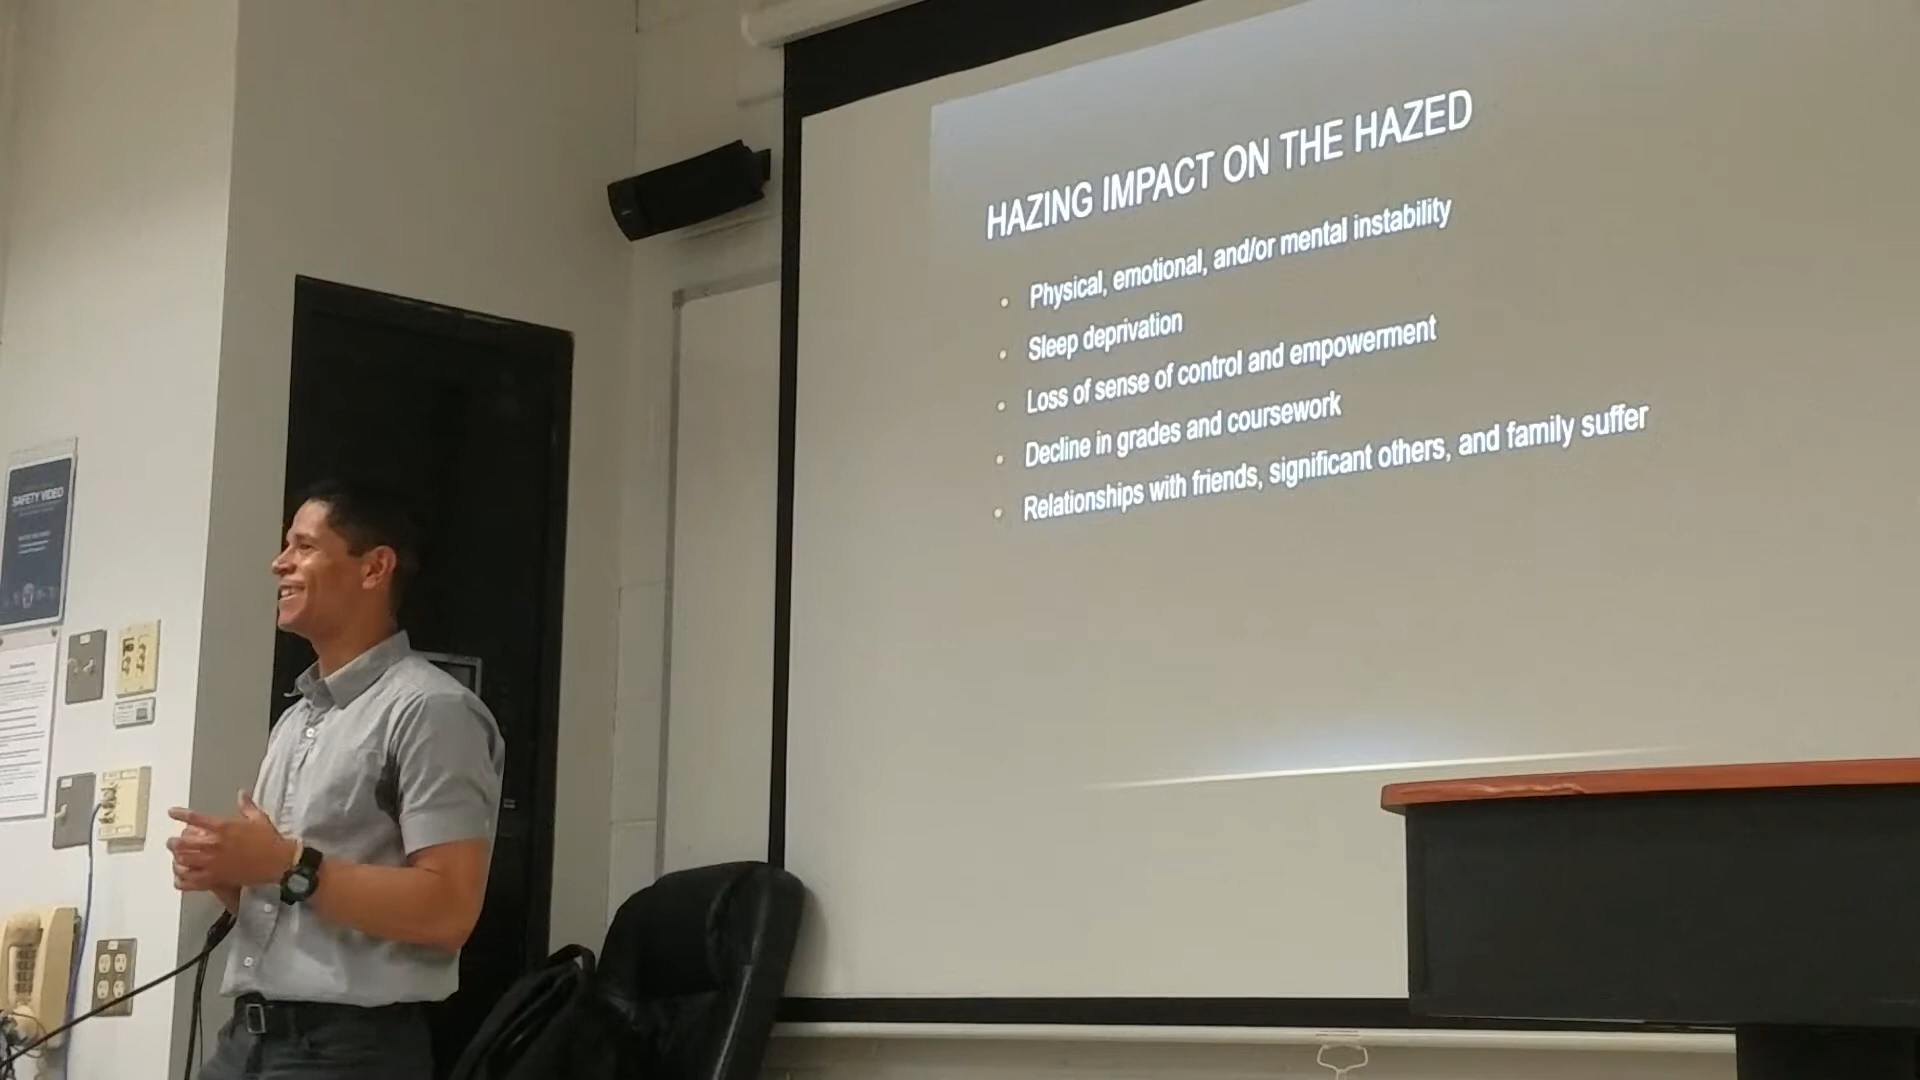 HAZING IMPACT ON THE HAZED
• Physical, emotional, and/or mental instability
• Sleep deprivation
• Loss of sense of control and empowerment
• Decline in grades and coursework
• Relationships with friends, significant others, and family suffer
SAFETY VIDEO